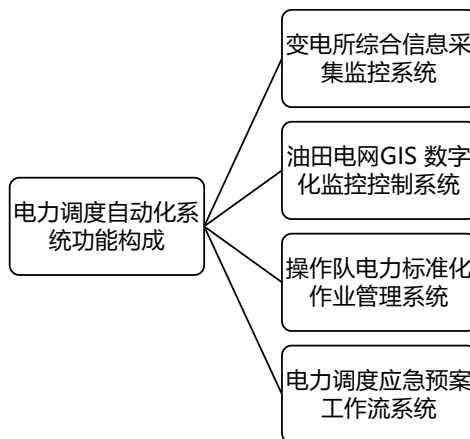 变电所综合信息采
集监控系统
油田电网GIS 数字
化监控控制系统
电力调度自动化系
统功能构成
操作队电力标准化
作业管理系统
电力调度应急预案
工作流系统